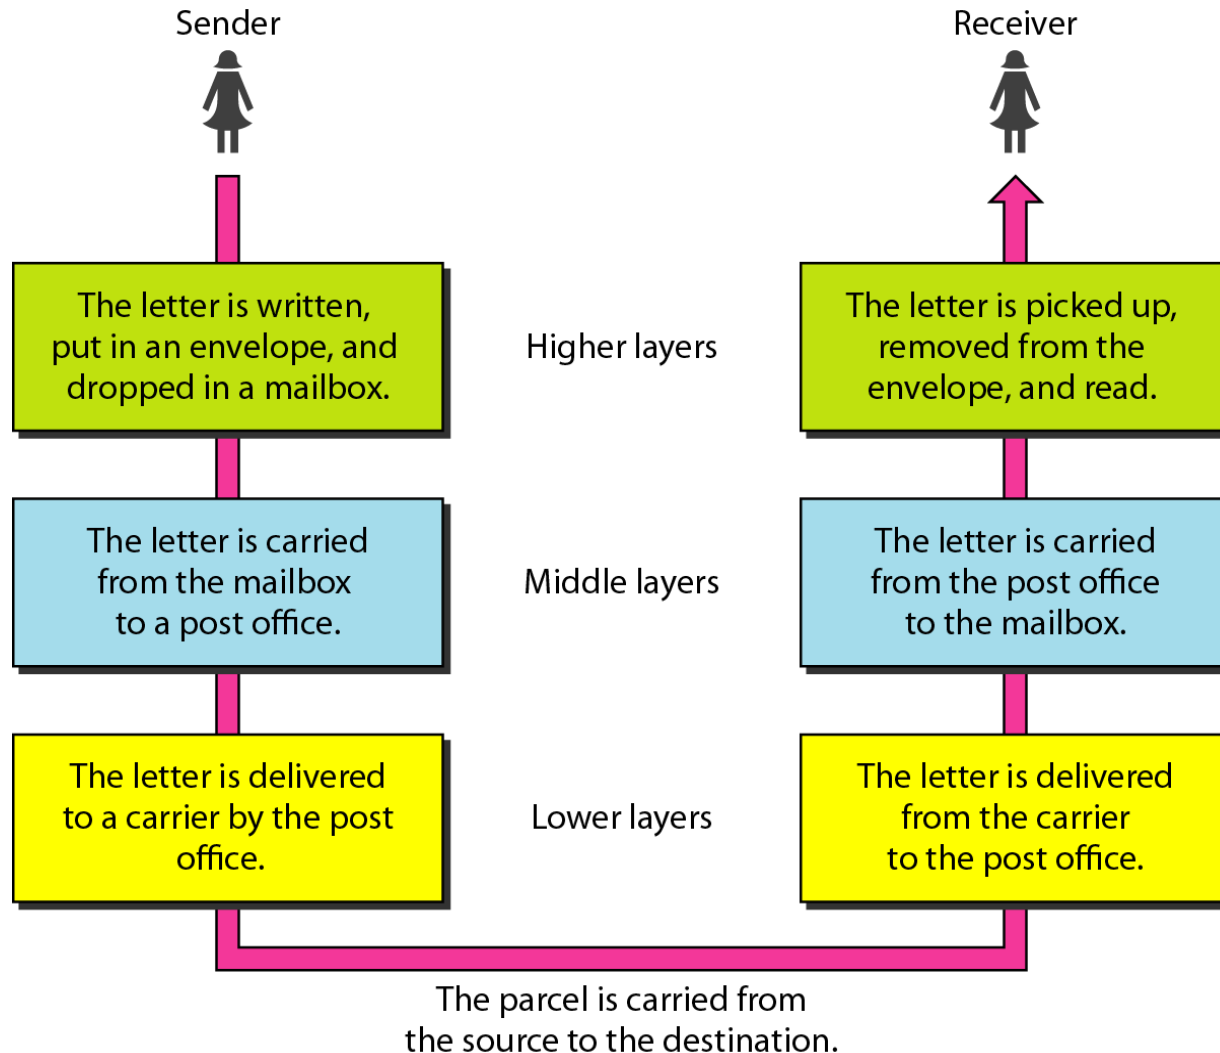 Sender
Receiver
The letter is written,
put in an envelope, and
dropped in a mailbox.
Higher layers
The letter is picked up,
removed from the
envelope, and read.
The letter is carried
from the mailbox
to a post office.
Middle layers
The letter is carried
from the post office
to the mailbox.
The letter is delivered
to a carrier by the post
office.
Lower layers
The letter is delivered
from the carrier
to the post office.
The parcel is carried from
the source to the destination.